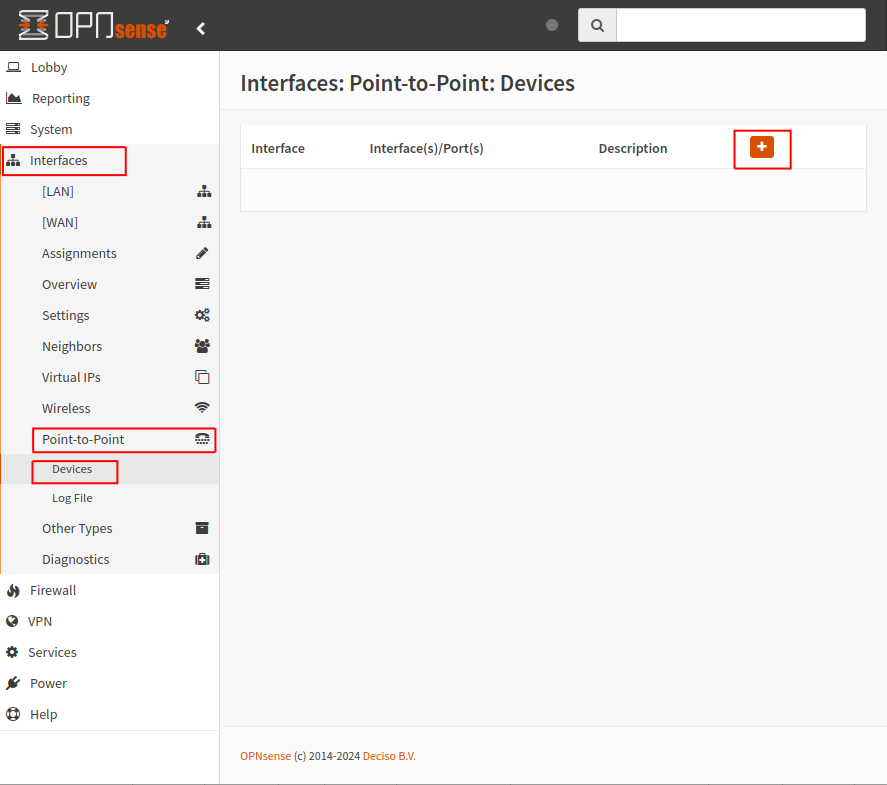 OPNsense
Lobby
Reporting
System
Interfaces
[LAN]
[WAN]
Assignments
Overview
Settings
Neighbors
Virtual IPs
Wireless
Point-to-Point
Devices
Log File
Other Types
Diagnostics
Firewall
VPN
Services
Power
Help
Interfaces: Point-to-Point: Devices
Interface Interface(s)/Port(s) Description
OPNsense (c) 2014-2024 Deciso B.V.